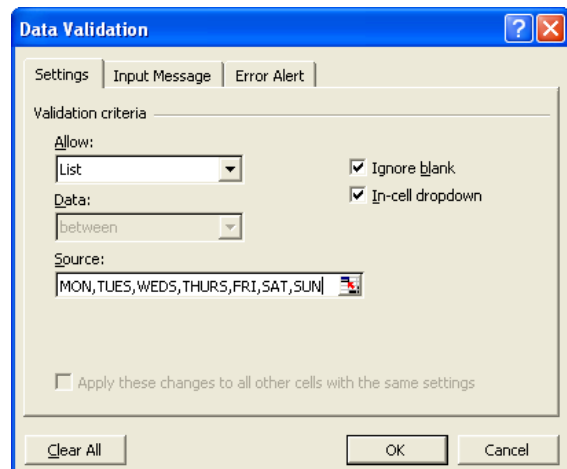 Data Validation
Settings Input Message Error Alert
Validation criteria
Allow:
List
Ignore blank
Data:
In-cell dropdown
between
Source:
MON,TUES,WEDS,THURS,FRI,SAT,SUN
Apply these changes to all other cells with the same settings
Clear All OK Cancel